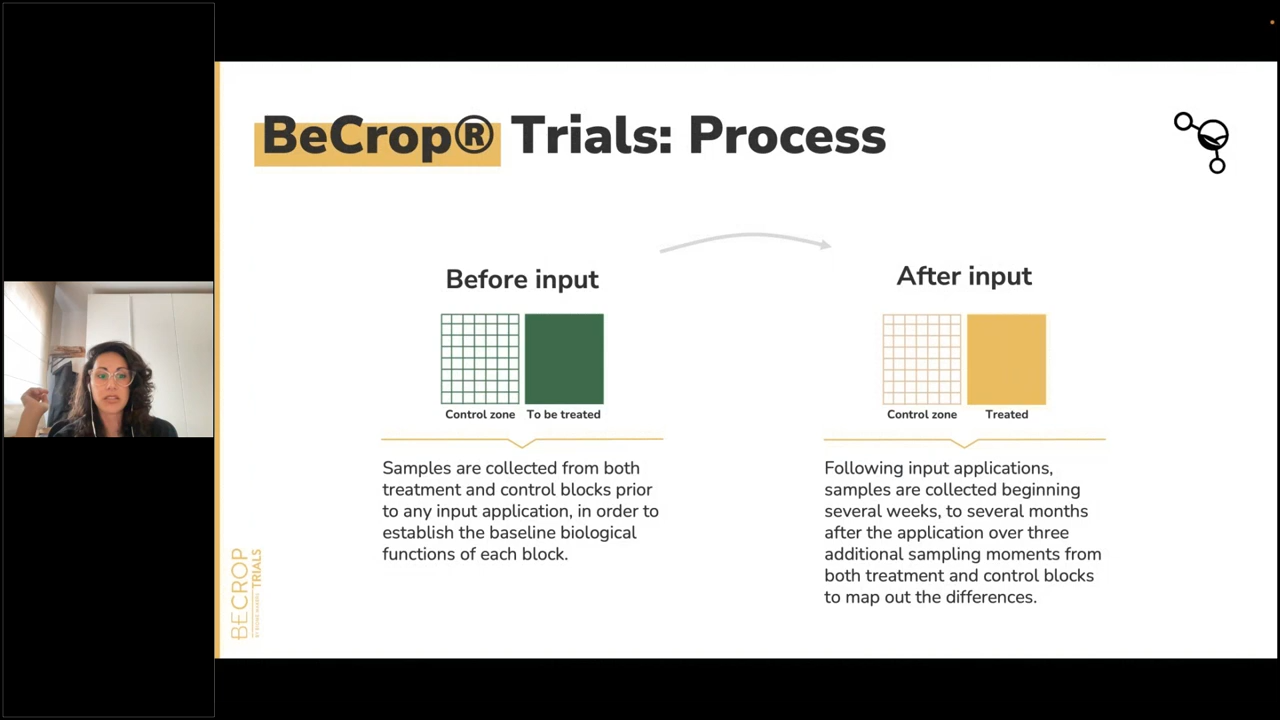 BeCrop® Trials: Process
Before input
Control zone
To be treated
Samples are collected from both
treatment and control blocks prior
to any input application, in order to
establish the baseline biological
functions of each block.
After input
Control zone
Treated
Following input applications,
samples are collected beginning
several weeks, to several months
after the application over three
additional sampling moments from
both treatment and control blocks
to map out the differences.
BECROP
TRIALS